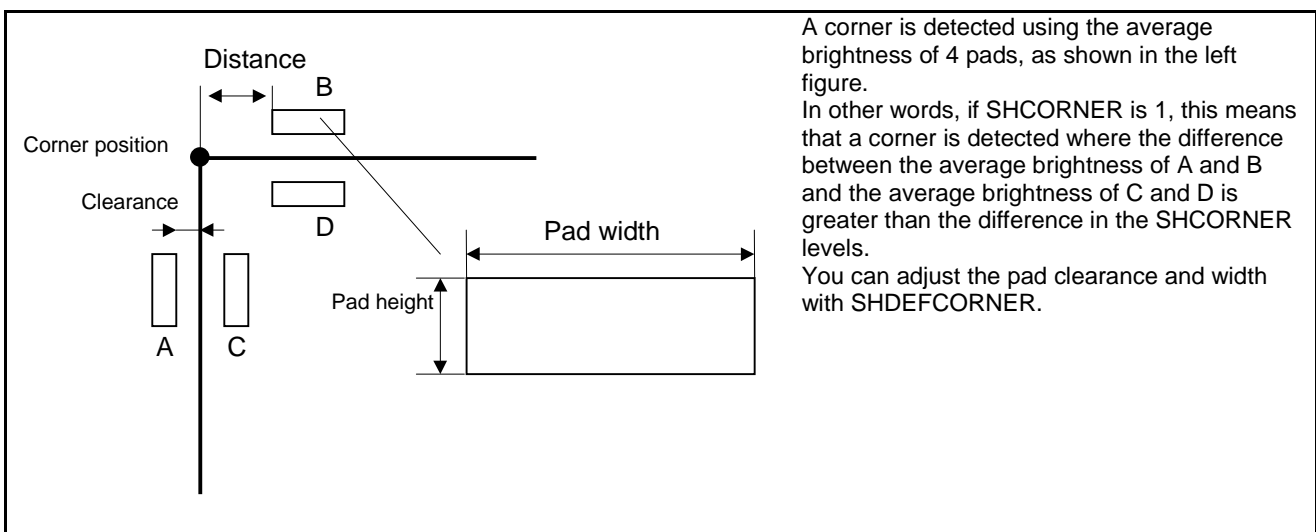 Distance
B
Corner position
Clearance
D
A
C
Pad width
Pad height
A corner is detected using the average
brightness of 4 pads, as shown in the left
figure.
In other words, if SHCORNER is 1, this means
that a corner is detected where the difference
between the average brightness of A and B
and the average brightness of C and D is
greater than the difference in the SHCORNER
levels.
You can adjust the pad clearance and width
with SHDEFCORNER.